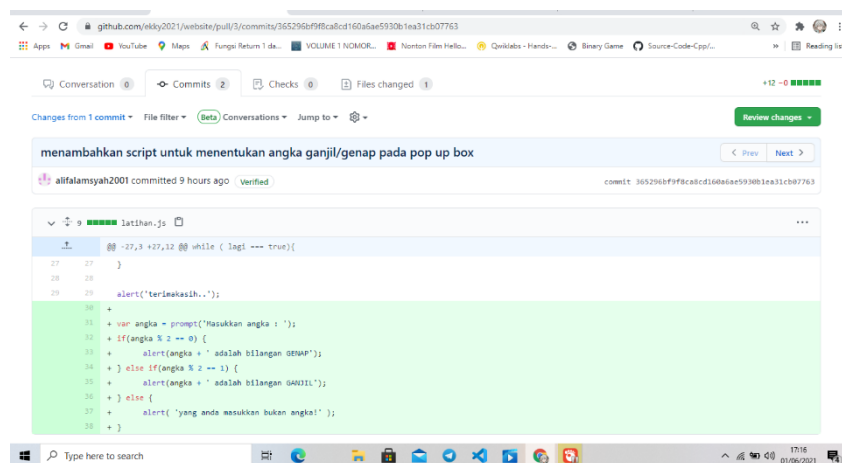 github.com/ekky2021/website/pull/3/commits/365296bf9f8ca8cd160a6ae5930b1ea31cb07763
Apps Gmail YouTube Maps Fungsi Return 1 da... VOLUME 1 NOMOR... Nonton Film Hello... Qwiklabs - Hands-... Binary Game Source-Code-Cpp/... » Reading lis
Conversation 0 Commits 2 Checks 0 Files changed 1 +12 −0
Changes from 1 commit File filter Beta Conversations Jump to Review changes
menambahkan script untuk menentukan angka ganjil/genap pada pop up box < Prev Next >
alifalamsyah2001 committed 9 hours ago Verified commit 365296bf9f8ca8cd160a6ae5930b1ea31cb07763
9 latihan.js ...
@@ -27,3 +27,12 @@ while ( lagi === true){
27 27 }
28 28
29 29 alert('terimakasih..');
30 +
31 + var angka = prompt('Masukkan angka : ');
32 + if(angka % 2 == 0) {
33 + alert(angka + ' adalah bilangan GENAP');
34 + } else if(angka % 2 == 1) {
35 + alert(angka + ' adalah bilangan GANJIL');
36 + } else {
37 + alert( 'yang anda masukkan bukan angka!' );
38 + }
Type here to search 17:16
01/06/2021